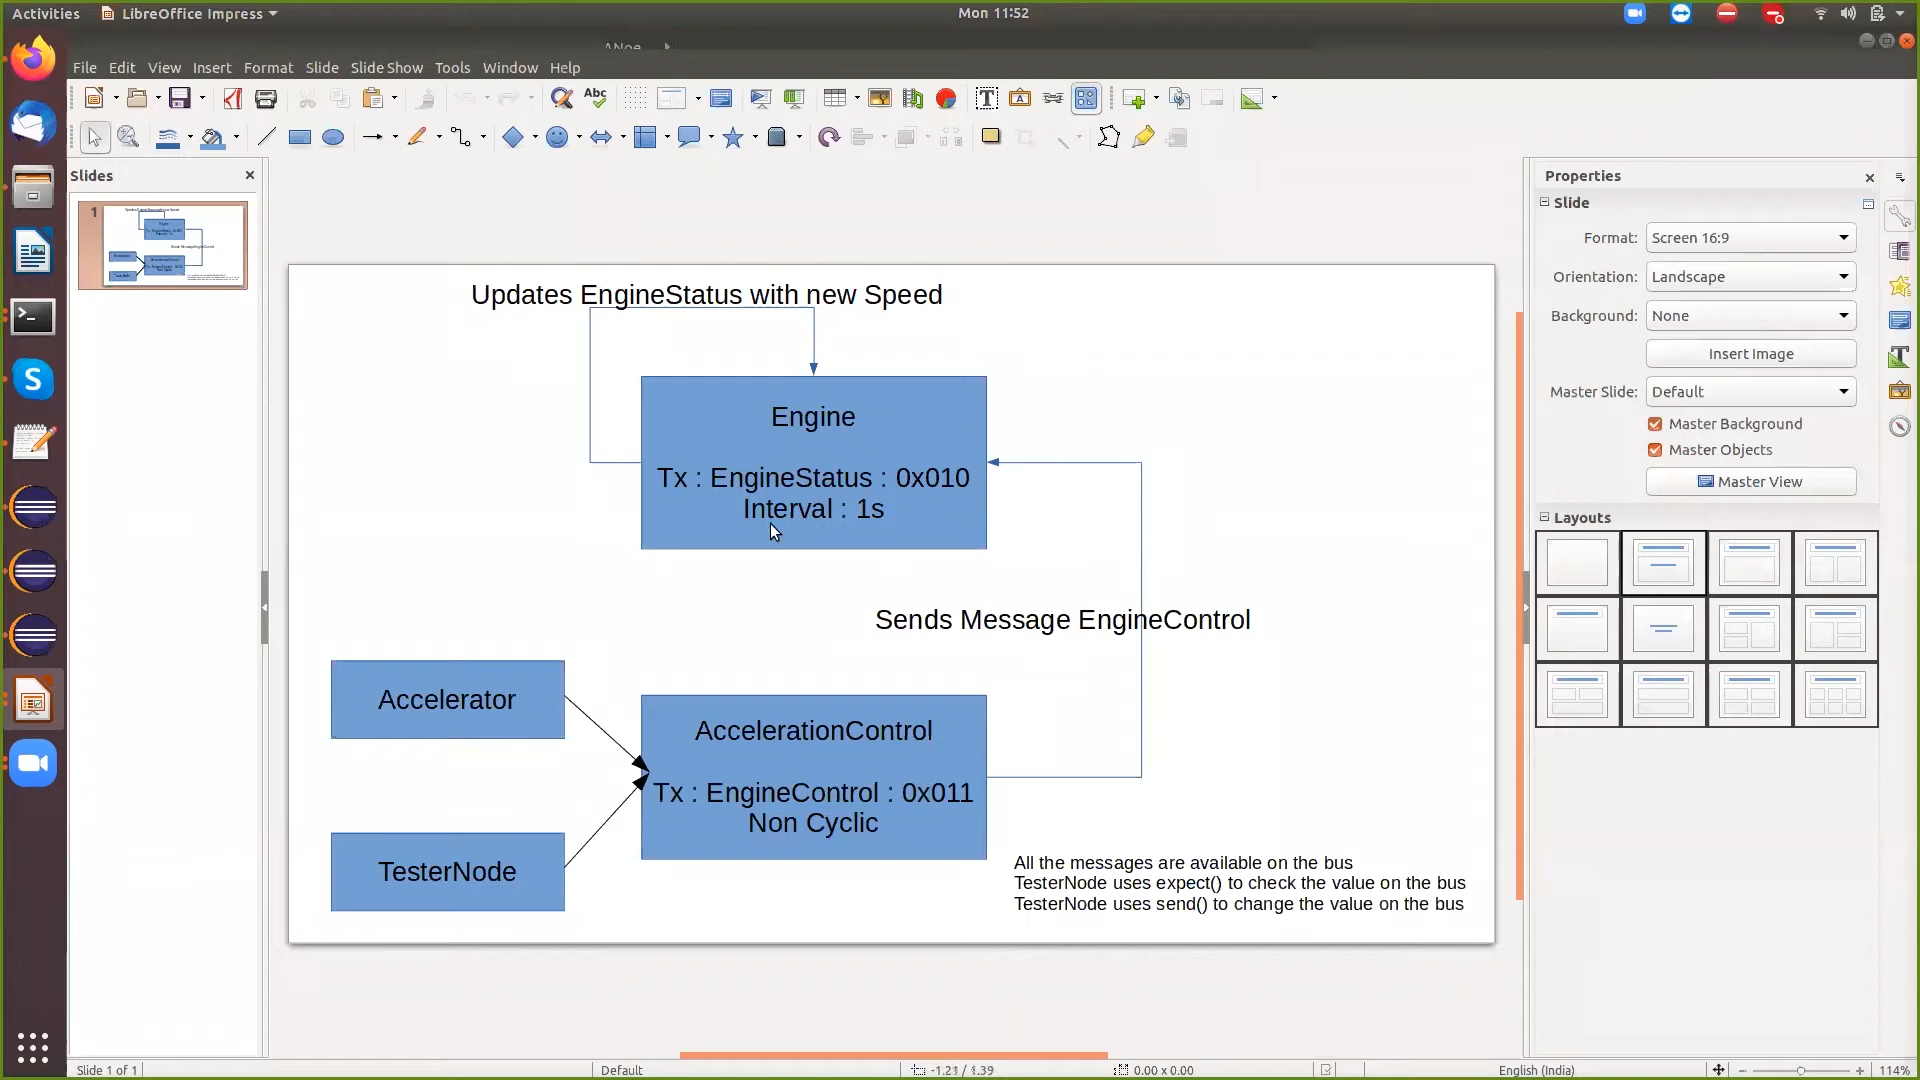 Activities
LibreOffice Impress
Mon 11:52
File Edit View Insert Format Slide Slide Show Tools Window Help
Abc
Slides
1
Updates EngineStatus with new Speed
Engine
Tx : EngineStatus : 0x010
Interval : 1s
Sends Message EngineControl
Accelerator
AccelerationControl
Tx : EngineControl : 0x011
Non Cyclic
TesterNode
All the messages are available on the bus
TesterNode uses expect() to check the value on the bus
TesterNode uses send() to change the value on the bus
Properties
Slide
Format: Screen 16:9
Orientation: Landscape
Background: None
Insert Image
Master Slide: Default
Master Background
Master Objects
Master View
Layouts
Slide 1 of 1
Default
0.00 x 0.00
English (India)
114%